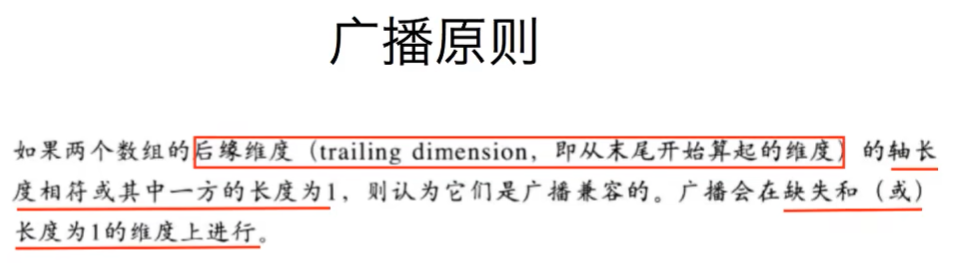 广播原则
如果两个数组的后缘维度（trailing dimension，即从末尾开始算起的维度）的轴长
度相符或其中一方的长度为1，则认为它们是广播兼容的。广播会在缺失和（或）
长度为1的维度上进行。